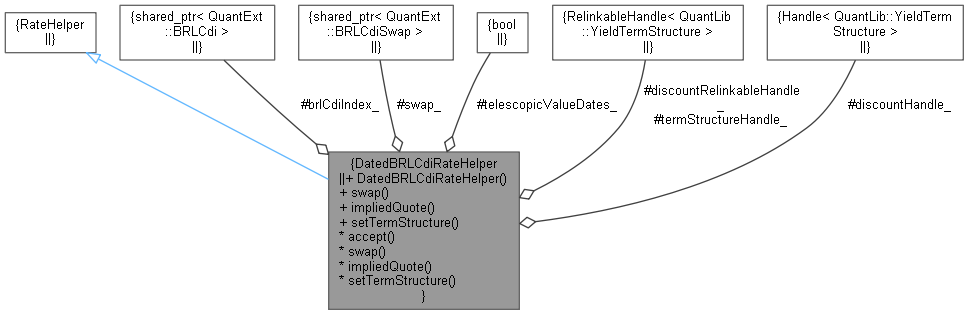 {RateHelper
||}
{shared_ptr< QuantExt
::BRLCdi >
||}
{shared_ptr< QuantExt
::BRLCdiSwap >
||}
{bool
||}
{RelinkableHandle< QuantLib
::YieldTermStructure >
||}
{Handle< QuantLib::YieldTerm
Structure >
||}
#brlCdiIndex_
#swap_
#telescopicValueDates_
#discountRelinkableHandle
_
#termStructureHandle_
#discountHandle_
{DatedBRLCdiRateHelper
||+ DatedBRLCdiRateHelper()
+ swap()
+ impliedQuote()
+ setTermStructure()
* accept()
* swap()
* impliedQuote()
* setTermStructure()
}